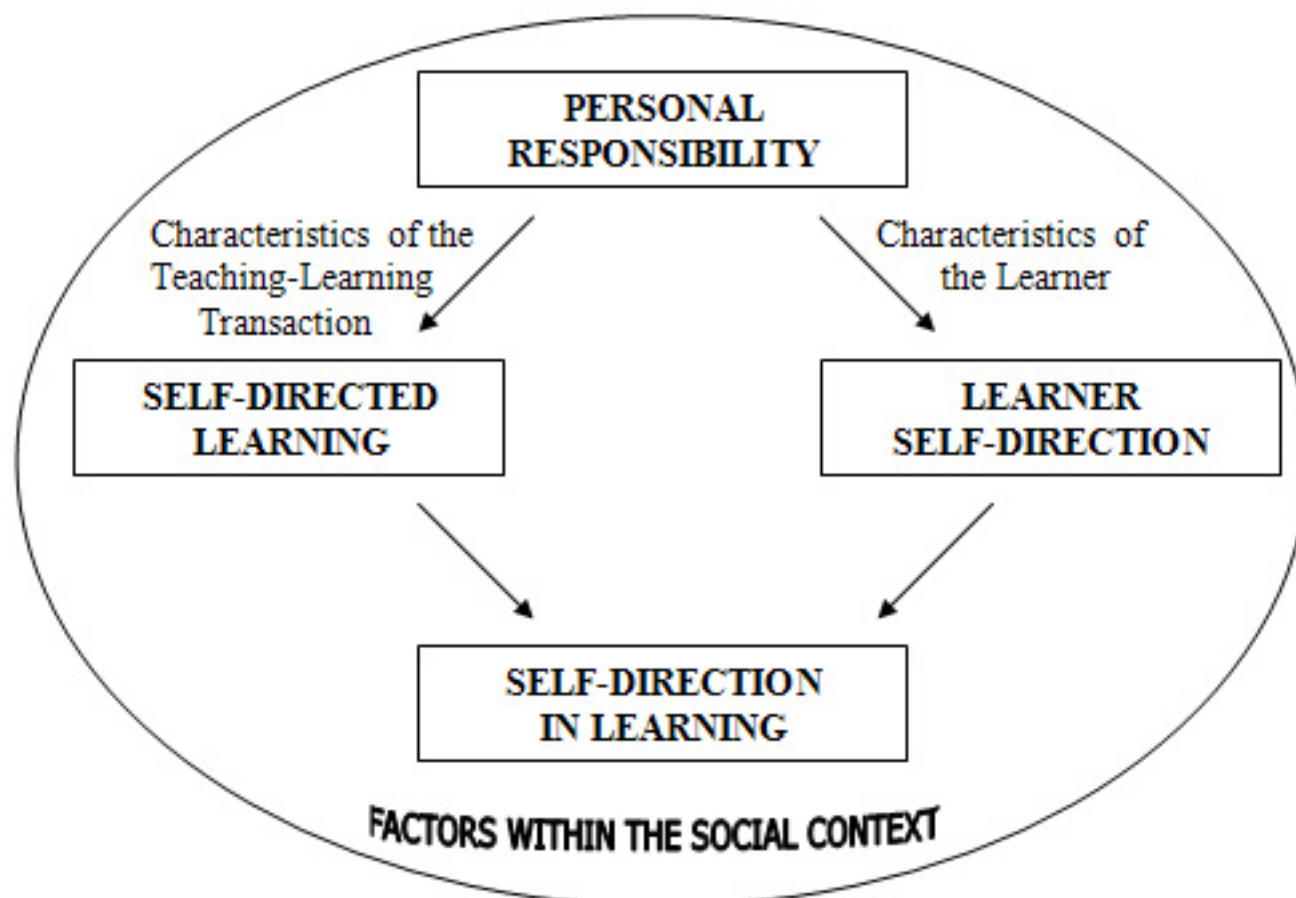 PERSONAL
RESPONSIBILITY
Characteristics of the
Teaching-Learning
Transaction
Characteristics of
the Learner
SELF-DIRECTED
LEARNING
LEARNER
SELF-DIRECTION
SELF-DIRECTION
IN LEARNING
FACTORS WITHIN THE SOCIAL CONTEXT